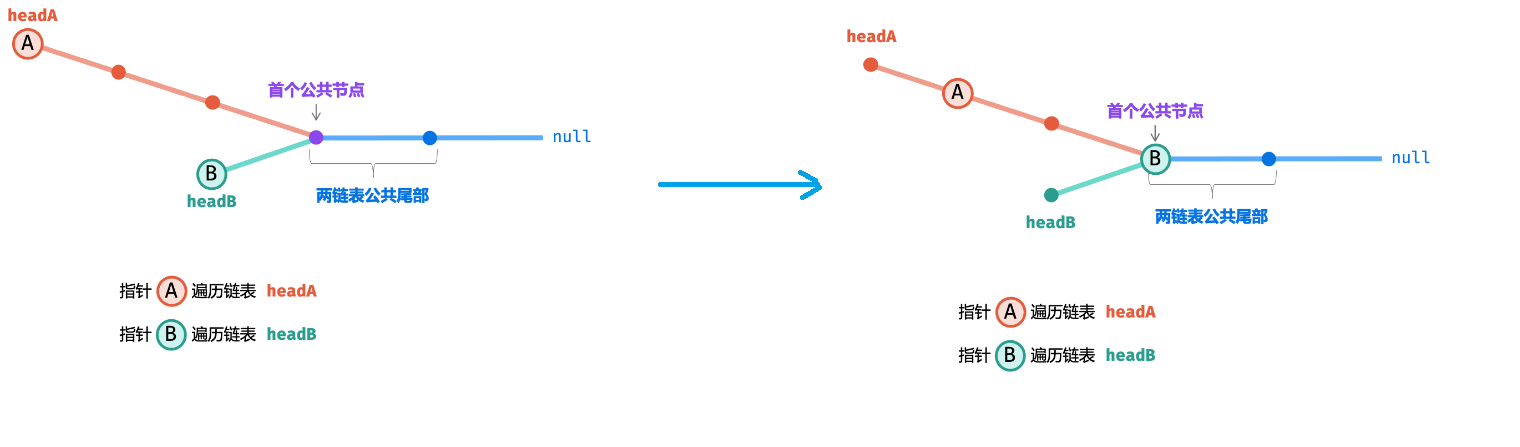 headA
A
首个公共节点
null
B
headB
两链表公共尾部
指针 A 遍历链表 headA
指针 B 遍历链表 headB
headA
A
首个公共节点
B
null
headB
两链表公共尾部
指针 A 遍历链表 headA
指针 B 遍历链表 headB